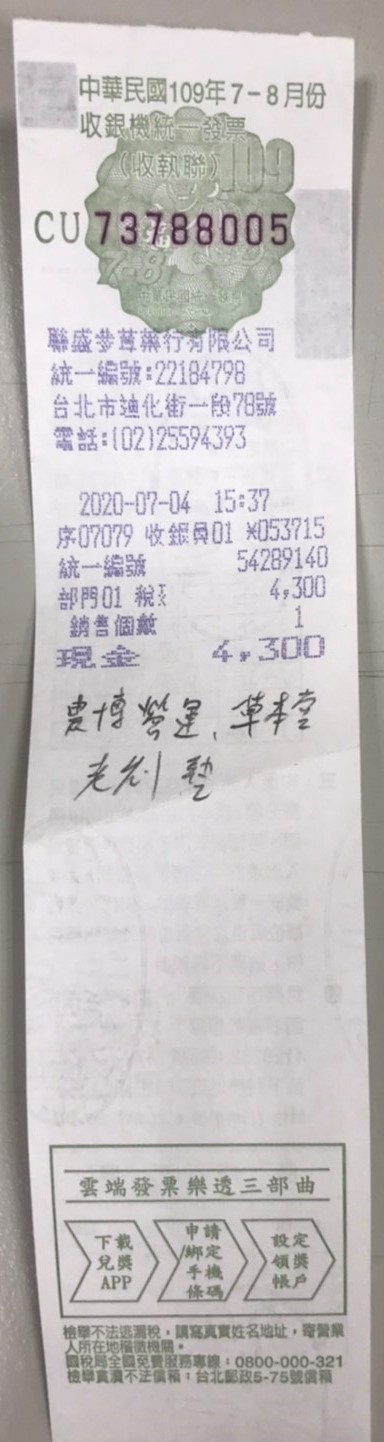 中華民國109年7-8月份
收銀機統一發票
(收執聯)
109
CU73788005
7-8
聯盛參茸藥行有限公司
統一編號:22184798
台北市迪化街一段78號
電話:(02)25594393
2020-07-04 15:37
序07079 收銀員01 *053715
統一編號 54289140
部門01 稅 4,300
銷售個數 1
現金 4,300
農博營運,草本堂
雲端發票樂透三部曲
下載兌獎APP
申請/綁定手機條碼
設定領獎帳戶
檢舉不法逃漏稅,請寫真實姓名地址,寄營業
人所在地稽徵機關。
國稅局全國免費服務專線:0800-000-321
檢舉貪瀆不法信箱:台北郵政5-75號信箱